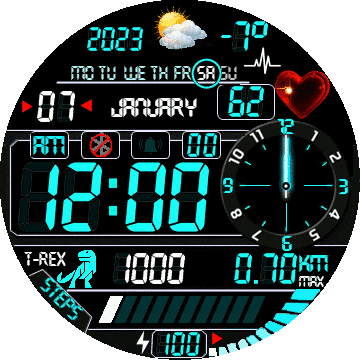 2023 -7°
MO TU WE TH FR SA SU
07 JANUARY 62
AM 00
12:00
12 1 2 3 4 5 6 7 8 9 10 11
T-REX 1000 0.70 KM
MAX
STEPS
100